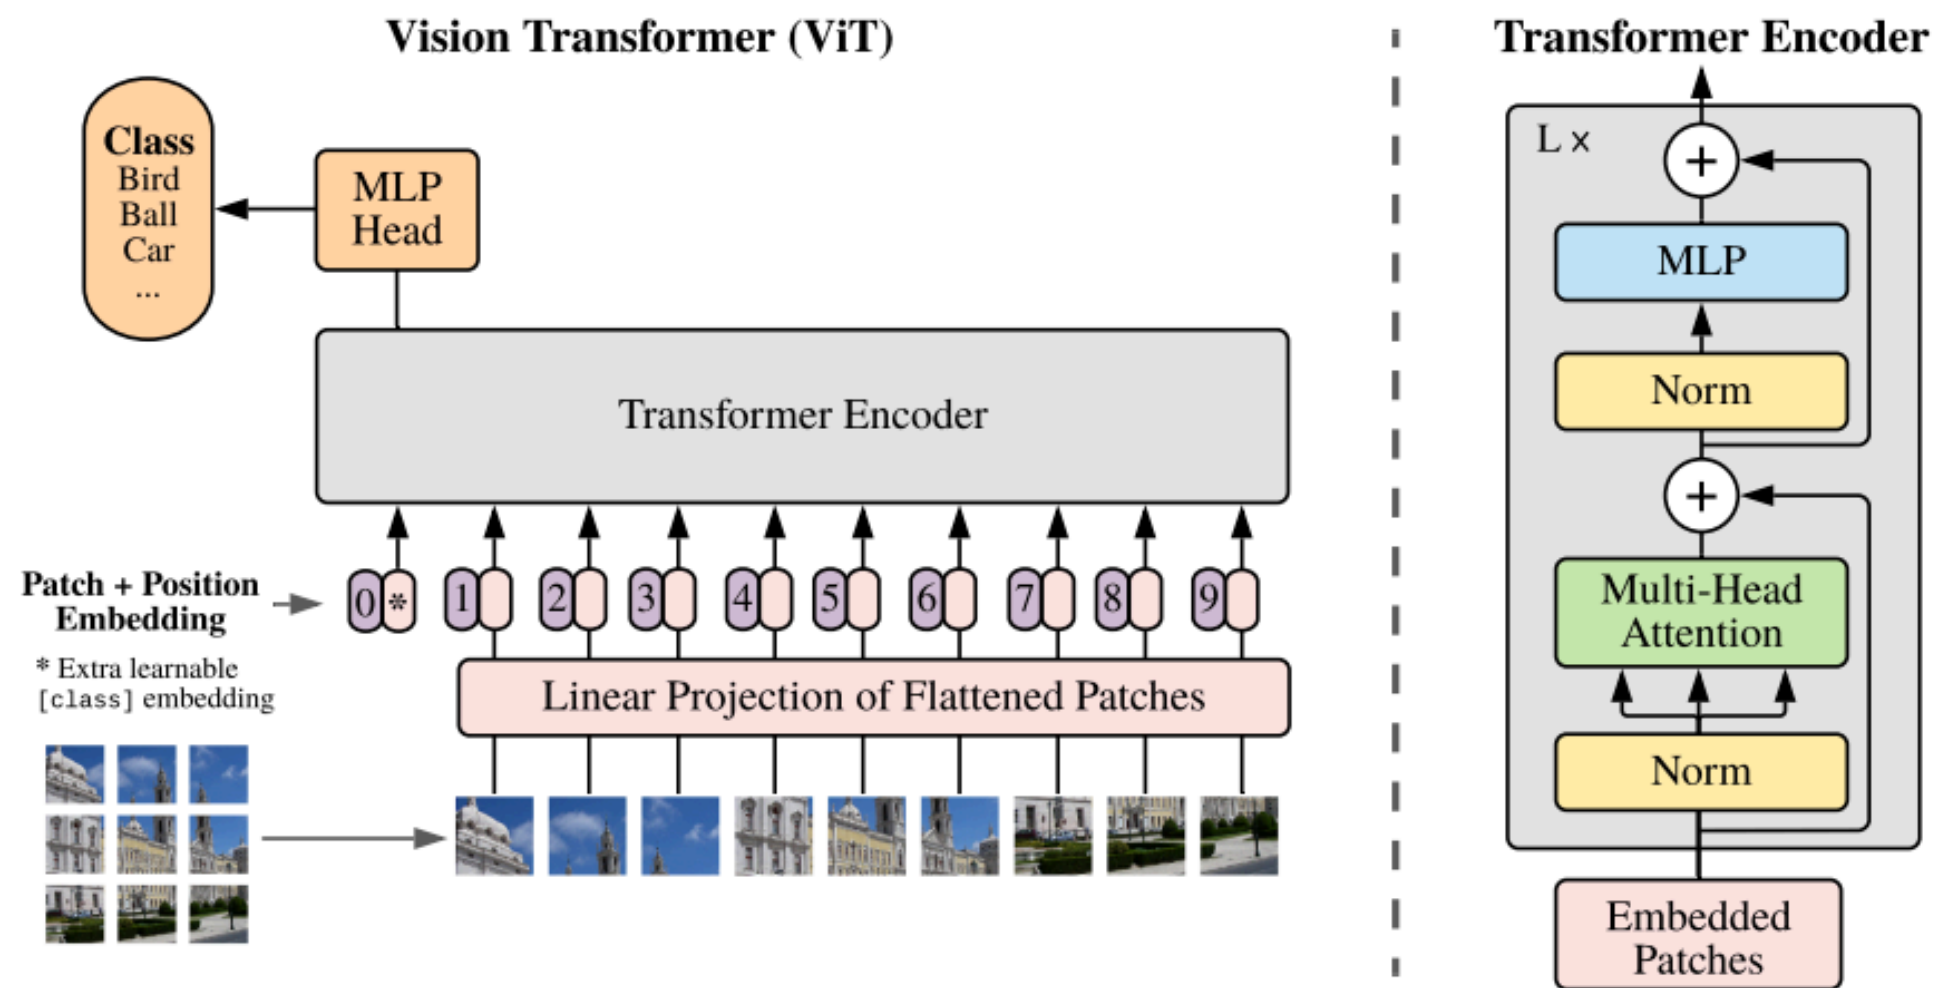 Vision Transformer (ViT)
Class
Bird
Ball
Car
...
MLP
Head
Transformer Encoder
Patch + Position
Embedding
0 * 1 2 3 4 5 6 7 8 9
* Extra learnable
[class] embedding
Linear Projection of Flattened Patches
Transformer Encoder
L x
+
MLP
Norm
+
Multi-Head
Attention
Norm
Embedded
Patches